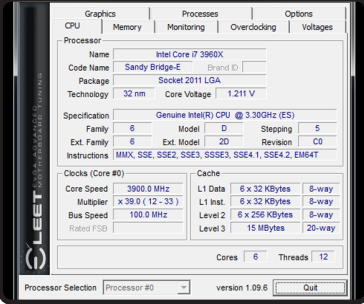 Graphics Processes Options
CPU Memory Monitoring Overclocking Voltages
Processor
Name Intel Core i7 3960X
Code Name Sandy Bridge-E Brand ID
Package Socket 2011 LGA
Technology 32 nm Core Voltage 1.211 V
Specification Genuine Intel(R) CPU @ 3.30GHz (ES)
Family 6 Model D Stepping 5
Ext. Family 6 Ext. Model 2D Revision C0
Instructions MMX, SSE, SSE2, SSE3, SSSE3, SSE4.1, SSE4.2, EM64T
Clocks (Core #0)
Core Speed 3900.0 MHz
Multiplier x 39.0 ( 12 - 33 )
Bus Speed 100.0 MHz
Rated FSB
Cache
L1 Data 6 x 32 KBytes 8-way
L1 Inst. 6 x 32 KBytes 8-way
Level 2 6 x 256 KBytes 8-way
Level 3 15 MBytes 20-way
Cores 6 Threads 12
Processor Selection Processor #0 version 1.09.6 Quit
ELEET
EVGA ADVANCED
MOTHERBOARD TUNING